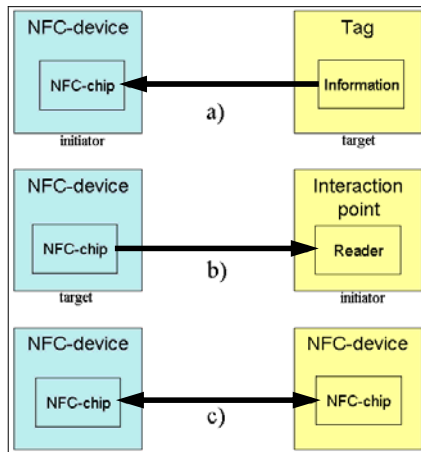 NFC-device
Tag
NFC-chip
Information
a)
initiator
target
NFC-device
Interaction
point
NFC-chip
Reader
b)
target
initiator
NFC-device
NFC-device
NFC-chip
NFC-chip
c)